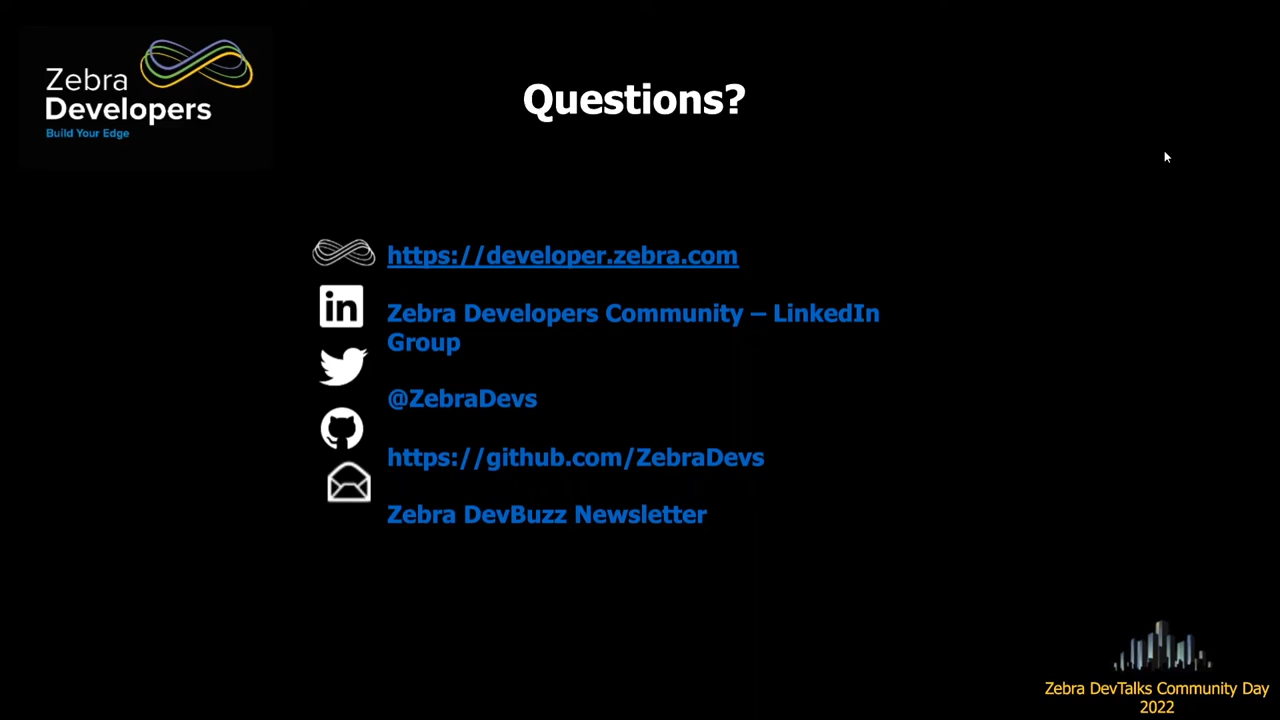 Zebra
Developers
Build Your Edge
Questions?
https://developer.zebra.com
in
Zebra Developers Community – LinkedIn
Group
@ZebraDevs
https://github.com/ZebraDevs
Zebra DevBuzz Newsletter
Zebra DevTalks Community Day
2022